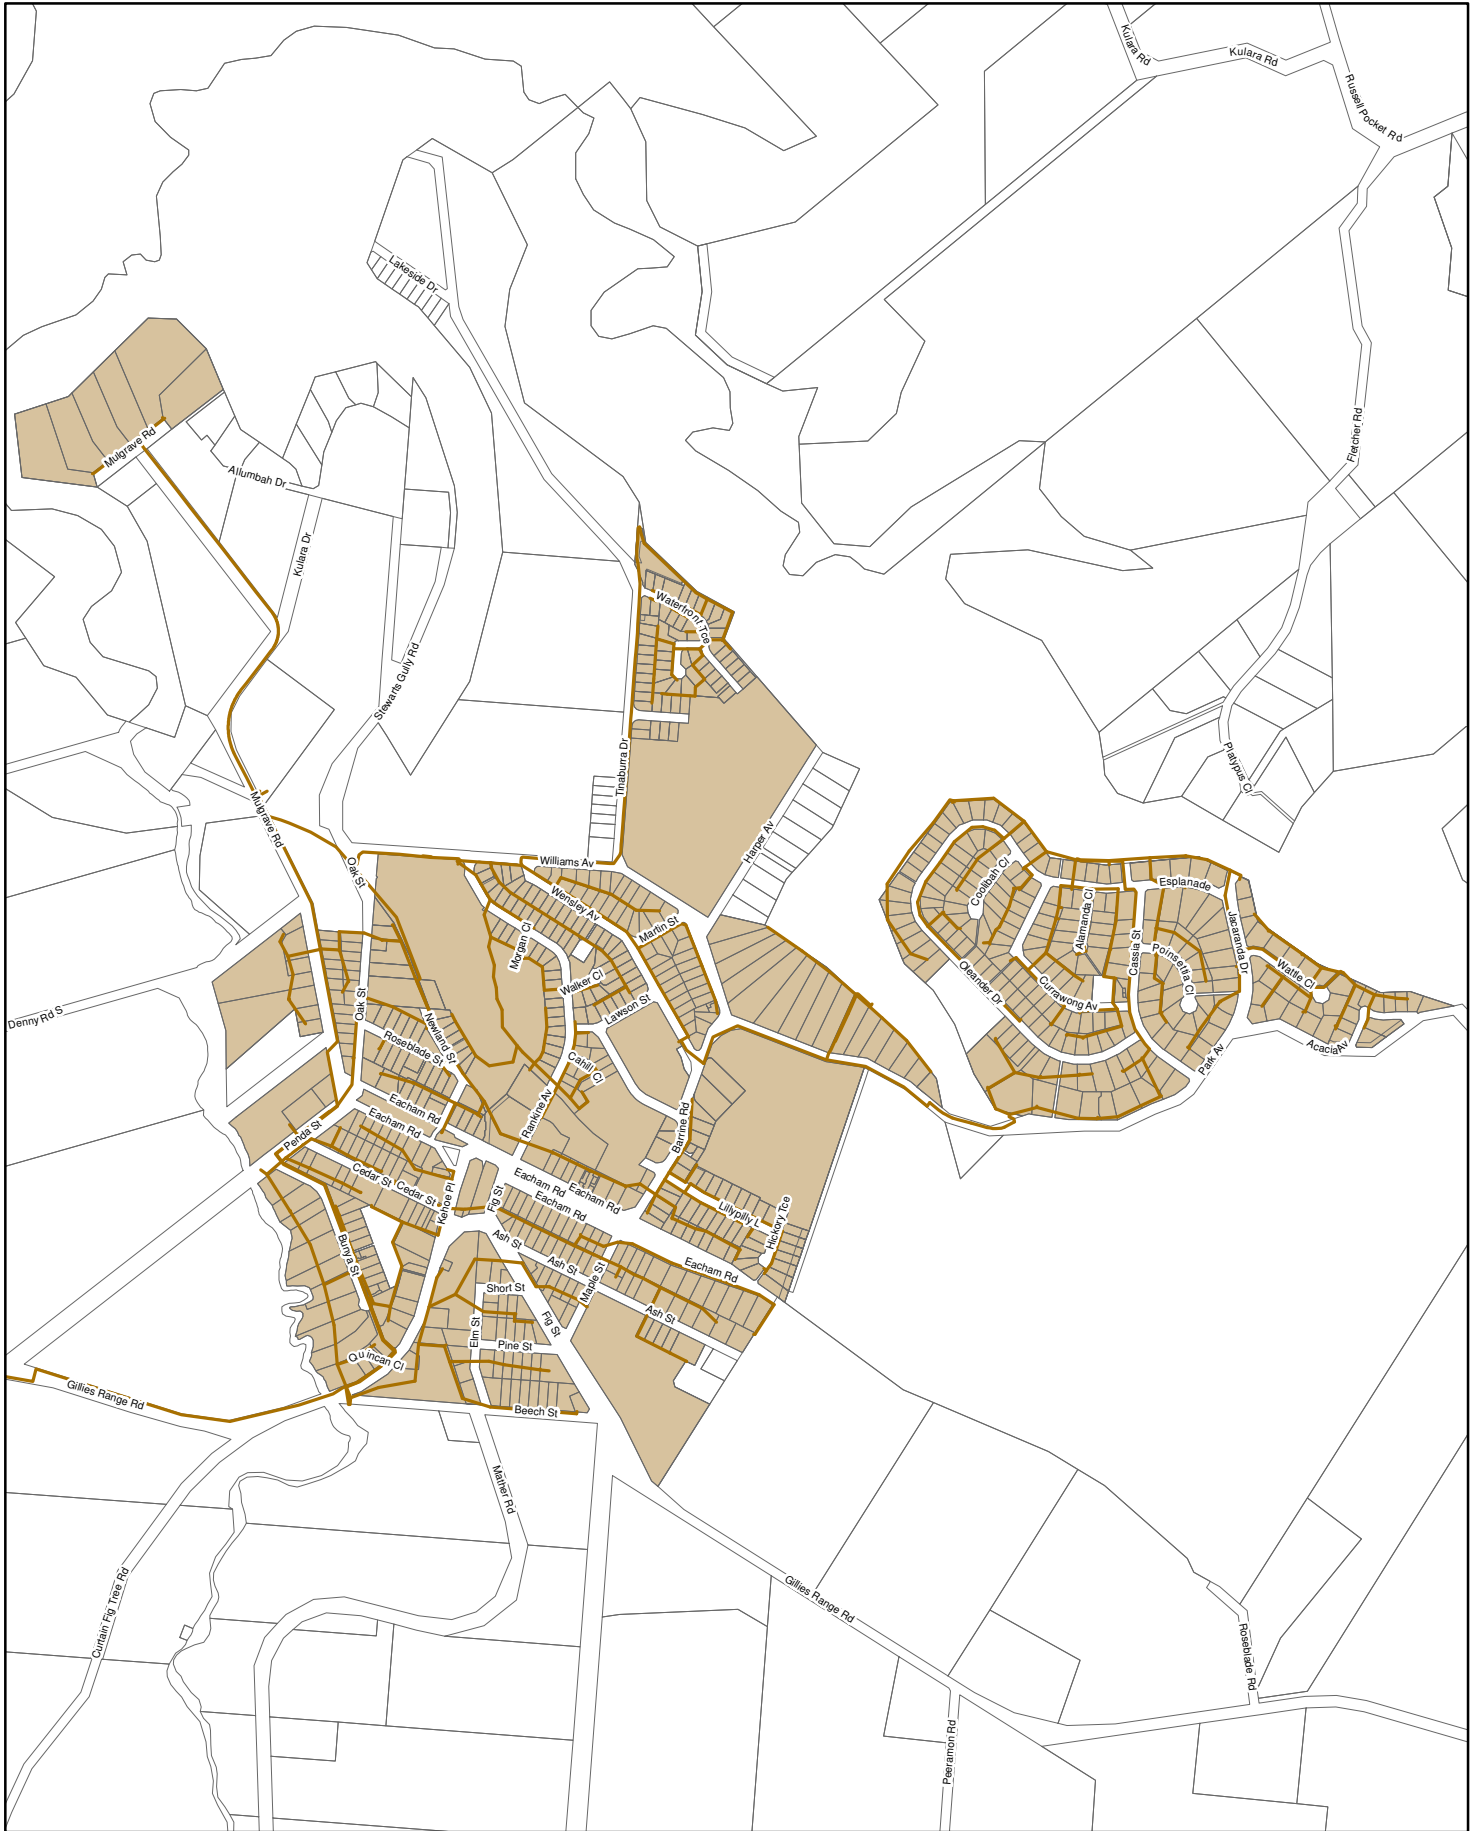 Kulara Rd
Kulara Rd
Russell Pocket Rd
Lakeside Dr
Fletcher Rd
Mulgrave Rd
Allumbah Dr
Kulara Dr
Waterfront Tce
Stewarts Gully Rd
Tinaburra Dr
Platypus Cl
Mulgrave Rd
Harper Av
Williams Av
Oak St
Coolibah Cl
Esplanade
Wensley Av
Alamanda Cl
Martin St
Morgan Cl
Jacaranda Dr
Cassia St
Poinsettia Cl
Wattle Cl
Walker Cl
Oleander Dr
Currawong Av
Oak St
Lawson St
Denny Rd S
Newland St
Roseblade St
Acacia Av
Park Av
Cahill Cl
Eacham Rd
Rankine Av
Barrine Rd
Eacham Rd
Penda St
Cedar St
Cedar St
Eacham Rd
Eacham Rd
Eacham Rd
Fig St
Kehoe Pl
Lillypilly L
Hickory Tce
Ash St
Bunya St
Ash St
Eacham Rd
Maple St
Short St
Ash St
Fig St
Elm St
Pine St
Quincan Cl
Gillies Range Rd
Beech St
Mather Rd
Curtain Fig Tree Rd
Gillies Range Rd
Roseblade Rd
Peeramon Rd